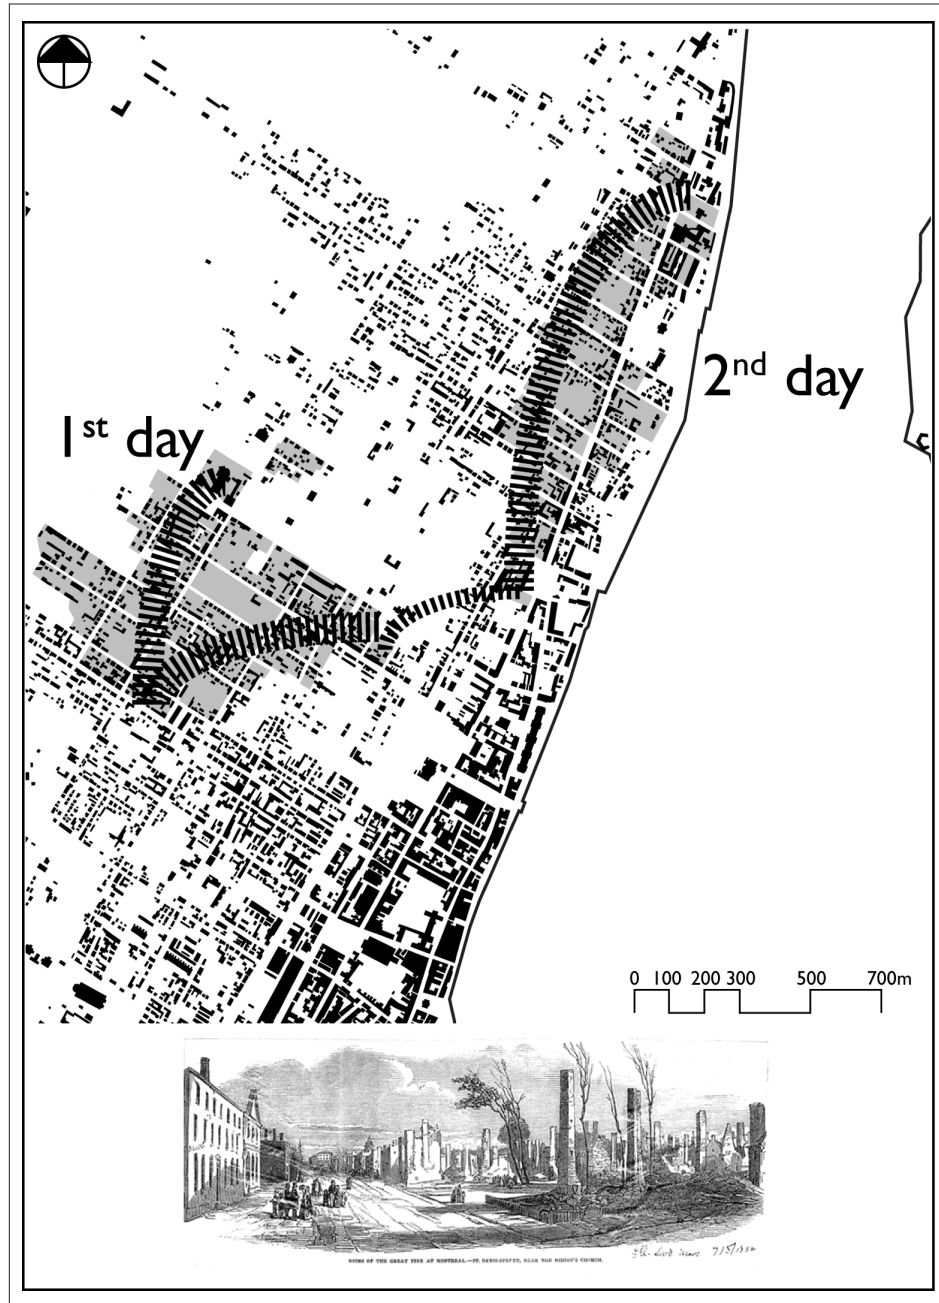 1st day
2nd day
0 100 200 300 500 700m
RUINS OF THE GREAT FIRE AT MONTREAL.—ST. DENIS-STREET, NEAR THE BISHOP'S CHURCH.